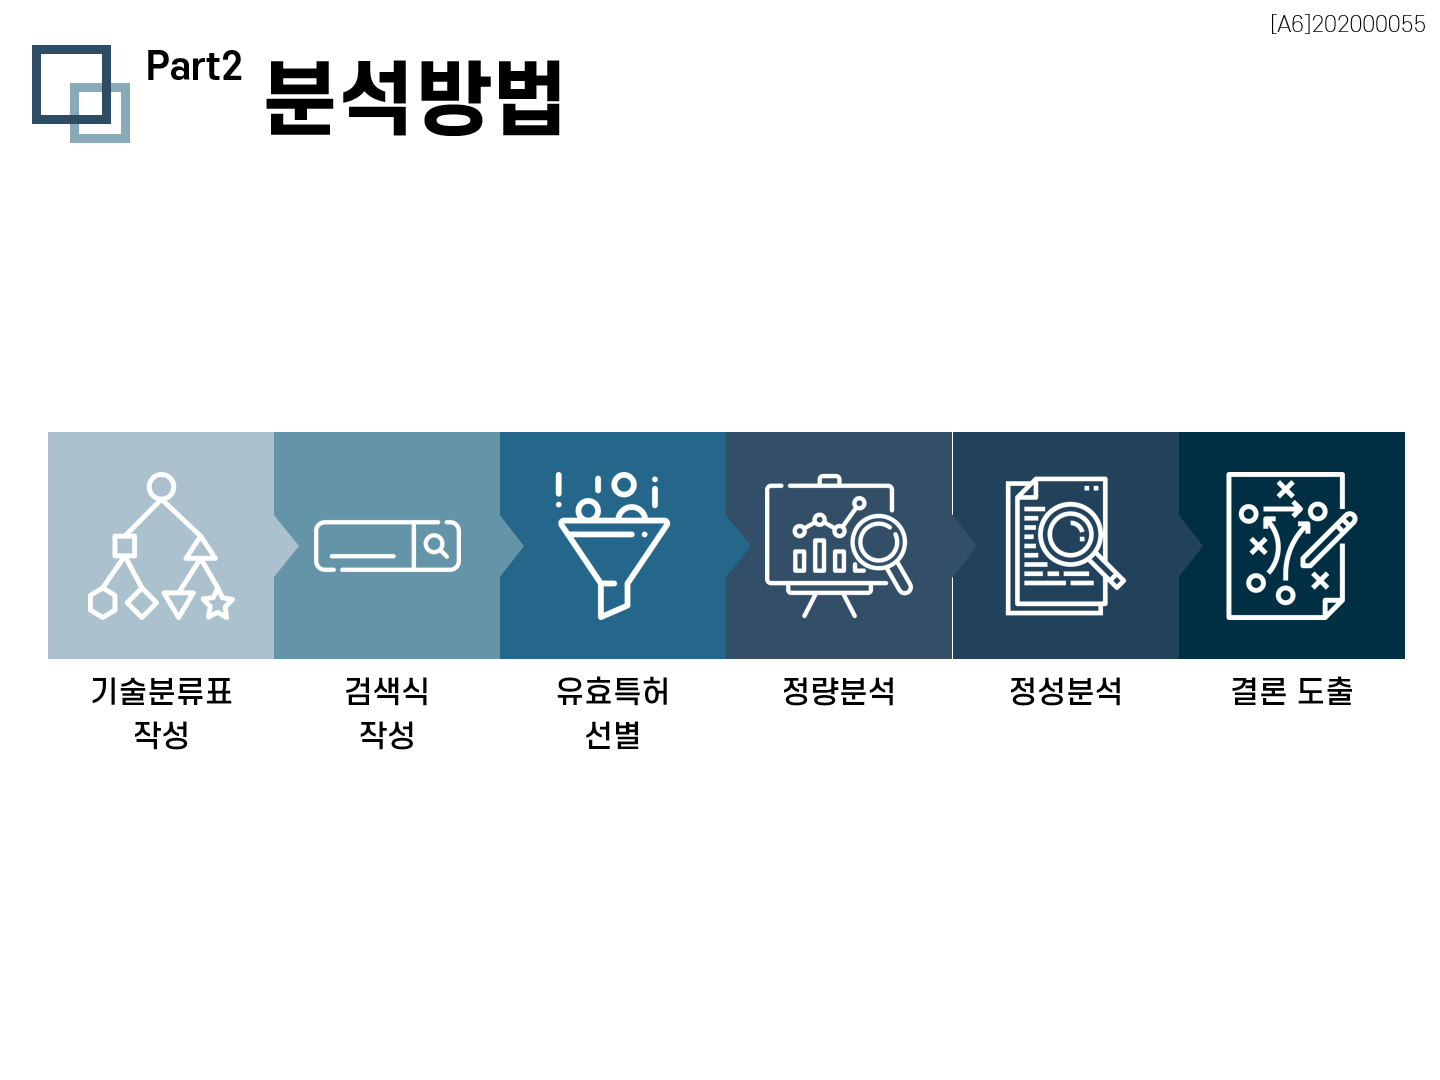 [A6]202000055
Part2 분석방법
기술분류표
작성
검색식
작성
유효특허
선별
정량분석
정성분석
결론 도출